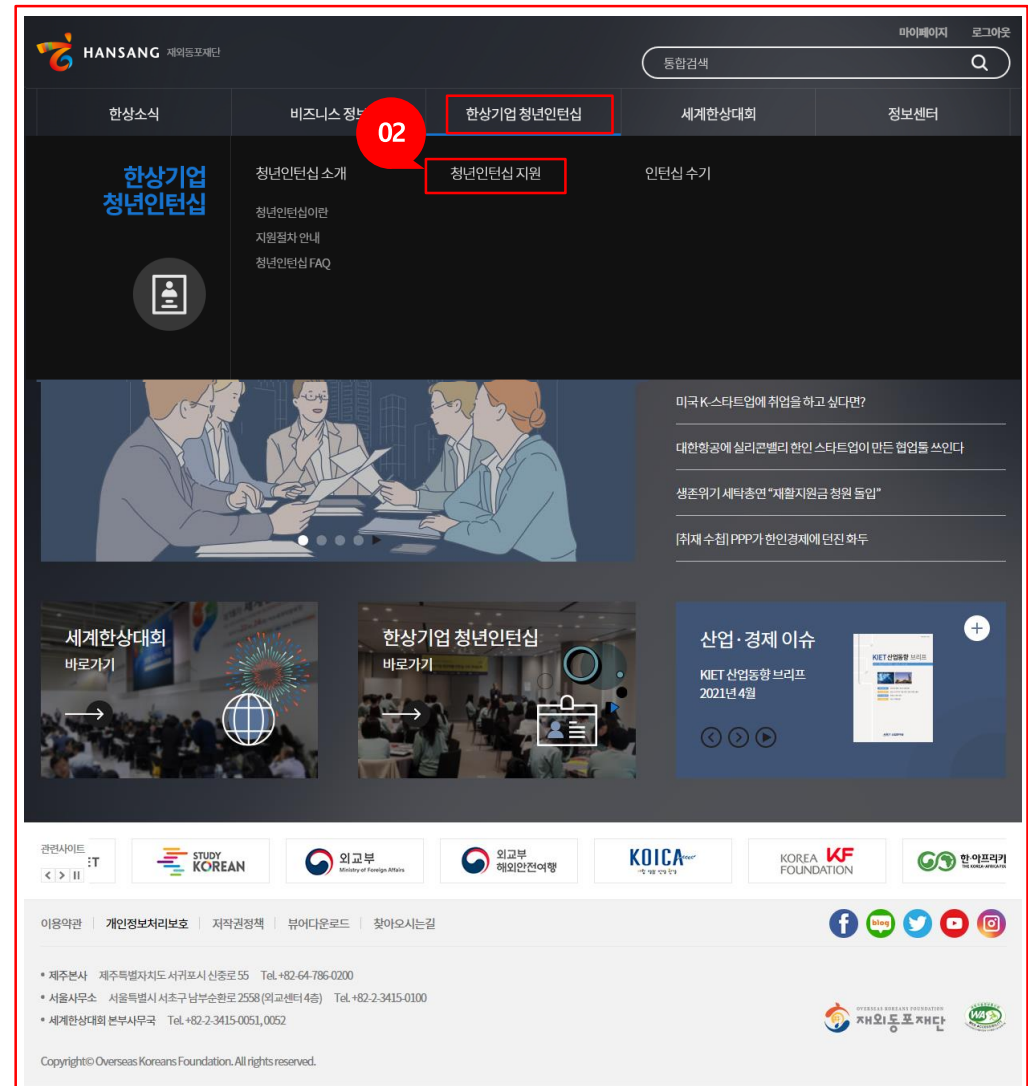 마이페이지 로그아웃
HANSANG 재외동포재단
통합검색
한상소식 비즈니스 정보 한상기업 청년인턴십 세계한상대회 정보센터
02
한상기업
청년인턴십
청년인턴십 소개 청년인턴십 지원 인턴십 수기
청년인턴십이란
지원절차 안내
청년인턴십 FAQ
미국 K-스타트업에 취업을 하고 싶다면?
대한항공에 실리콘밸리 한인 스타트업이 만든 협업툴 쓰인다
생존위기 세탁총연 “재활지원금 청원 돌입”
[취재 수첩] PPP가 한인경제에 던진 화두
세계한상대회
바로가기
한상기업 청년인턴십
바로가기
산업·경제 이슈
KIET 산업동향 브리프
2021년 4월
KIET 산업동향 브리프
관련사이트
ET
STUDY
KOREAN
외교부
Ministry of Foreign Affairs
외교부
해외안전여행
KOICA
KOREA KF
FOUNDATION
한·아프리카
이용약관 개인정보처리보호 저작권정책 뷰어다운로드 찾아오시는길
blog
• 제주본사 제주특별자치도 서귀포시 신중로 55 Tel. +82-64-786-0200
• 서울사무소 서울특별시 서초구 남부순환로 2558 (외교센터 4층) Tel. +82-2-3415-0100
• 세계한상대회 본부사무국 Tel. +82-2-3415-0051, 0052
OVERSEAS KOREANS FOUNDATION
재외동포재단
WA
Copyright© Overseas Koreans Foundation. All rights reserved.